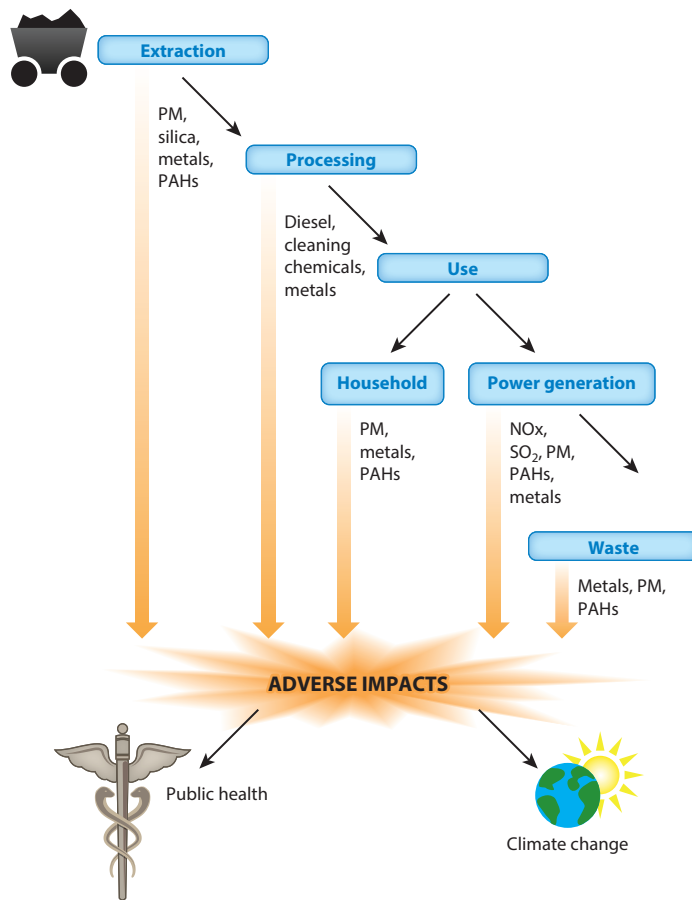 Extraction
PM,
silica,
metals,
PAHs
Processing
Diesel,
cleaning
chemicals,
metals
Use
Household
Power generation
PM,
metals,
PAHs
NOx,
SO₂, PM,
PAHs,
metals
Waste
Metals, PM,
PAHs
ADVERSE IMPACTS
Public health
Climate change